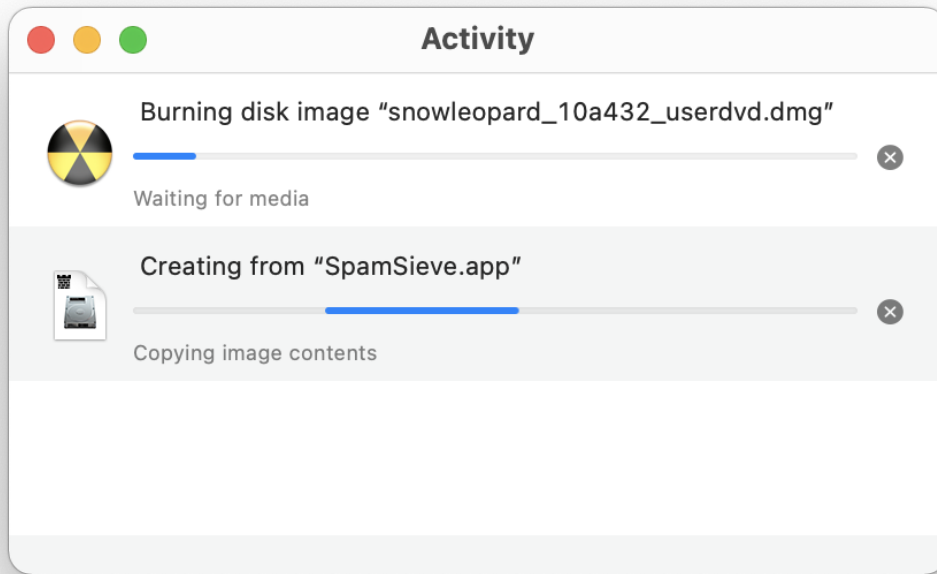 Activity
Burning disk image “snowleopard_10a432_userdvd.dmg”
Waiting for media
Creating from “SpamSieve.app”
Copying image contents